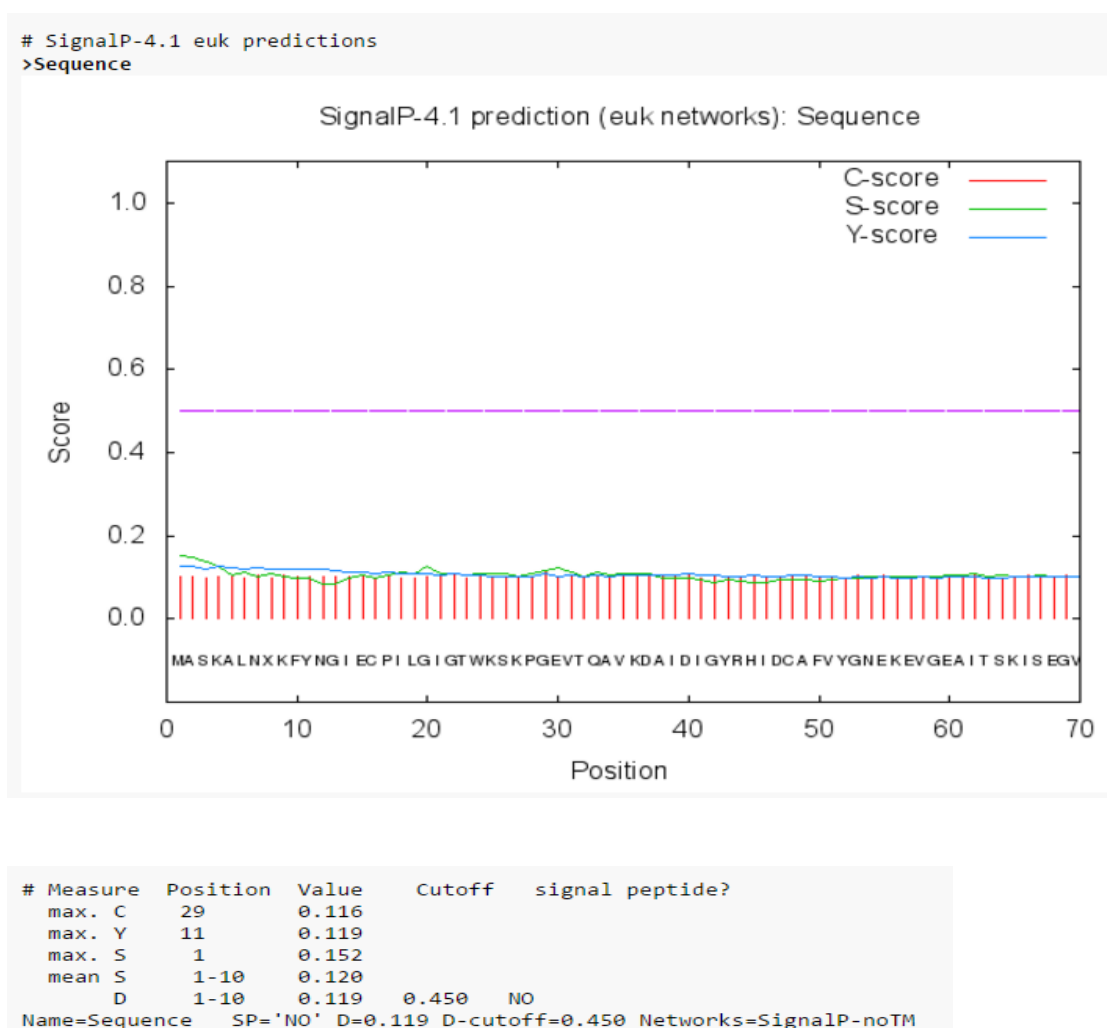 # SignalP-4.1 euk predictions
>Sequence
SignalP-4.1 prediction (euk networks): Sequence
C-score
S-score
Y-score
1.0
0.8
0.6
0.4
0.2
0.0
Score
MASKALNXKFYNGIECPILGIGTWKSKPGEVTQAVKDAIDIGYRHIDCAFVYGNEKEVGEAITSKISEGV
0 10 20 30 40 50 60 70
Position
# Measure Position Value Cutoff signal peptide?
max. C 29 0.116
max. Y 11 0.119
max. S 1 0.152
mean S 1-10 0.120
D 1-10 0.119 0.450 NO
Name=Sequence SP='NO' D=0.119 D-cutoff=0.450 Networks=SignalP-noTM